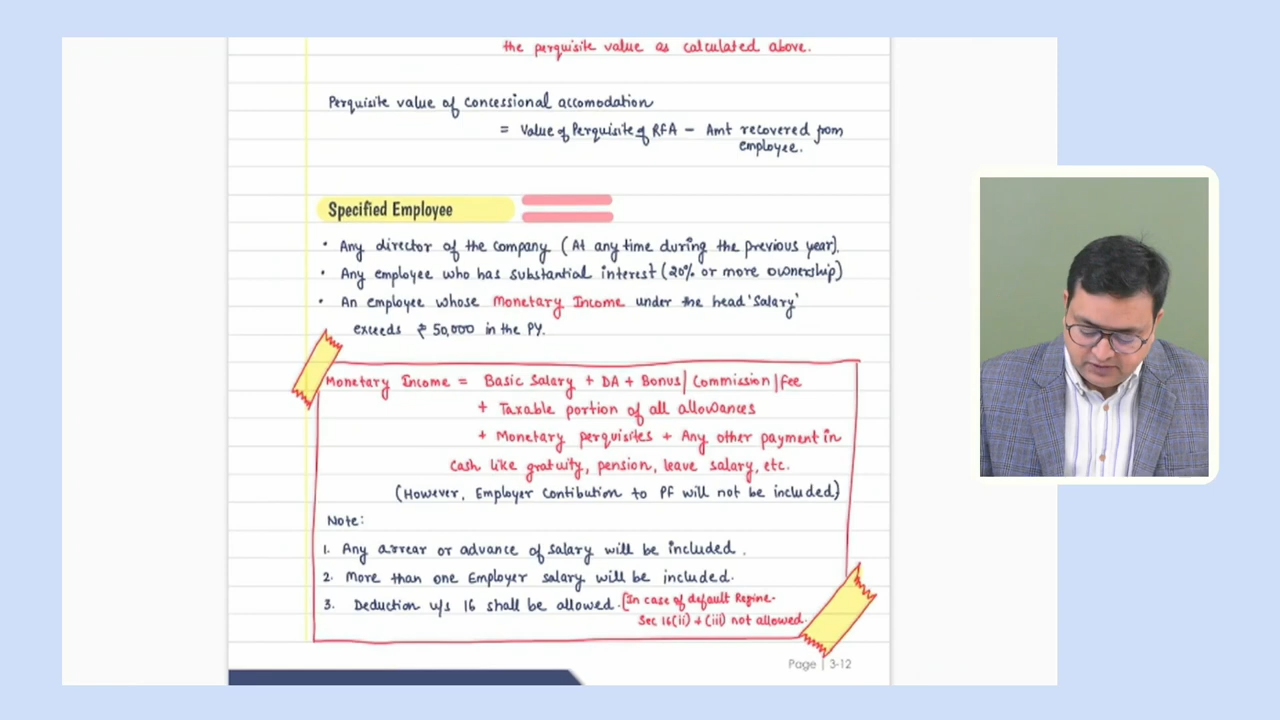 the perquisite value as calculated above.
Perquisite value of concessional accomodation
= Value of Perquisite of RFA - Amt recovered from
employee.
Specified Employee
• Any director of the company (At any time during the previous year).
• Any employee who has substantial interest (20% or more ownership)
• An employee whose Monetary Income under the head 'Salary'
exceeds ₹ 50,000 in the PY.
Monetary Income = Basic Salary + DA + Bonus| Commission| fee
+ Taxable portion of all allowances
+ Monetary perquisites + Any other payment in
cash like gratuity, pension, leave salary, etc.
(However, Employer Contibution to PF will not be included)
Note:
1. Any arrear or advance of salary will be included.
2. More than one Employer salary will be included.
3. Deduction u/s 16 shall be allowed. [In case of default Regine-
Sec 16(ii) + (iii) not allowed.
Page | 3-12